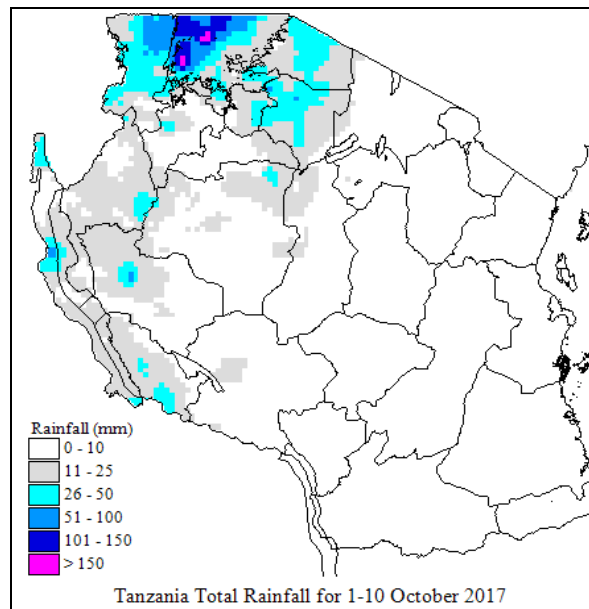 Rainfall (mm)
0 - 10
11 - 25
26 - 50
51 - 100
101 - 150
> 150
Tanzania Total Rainfall for 1-10 October 2017